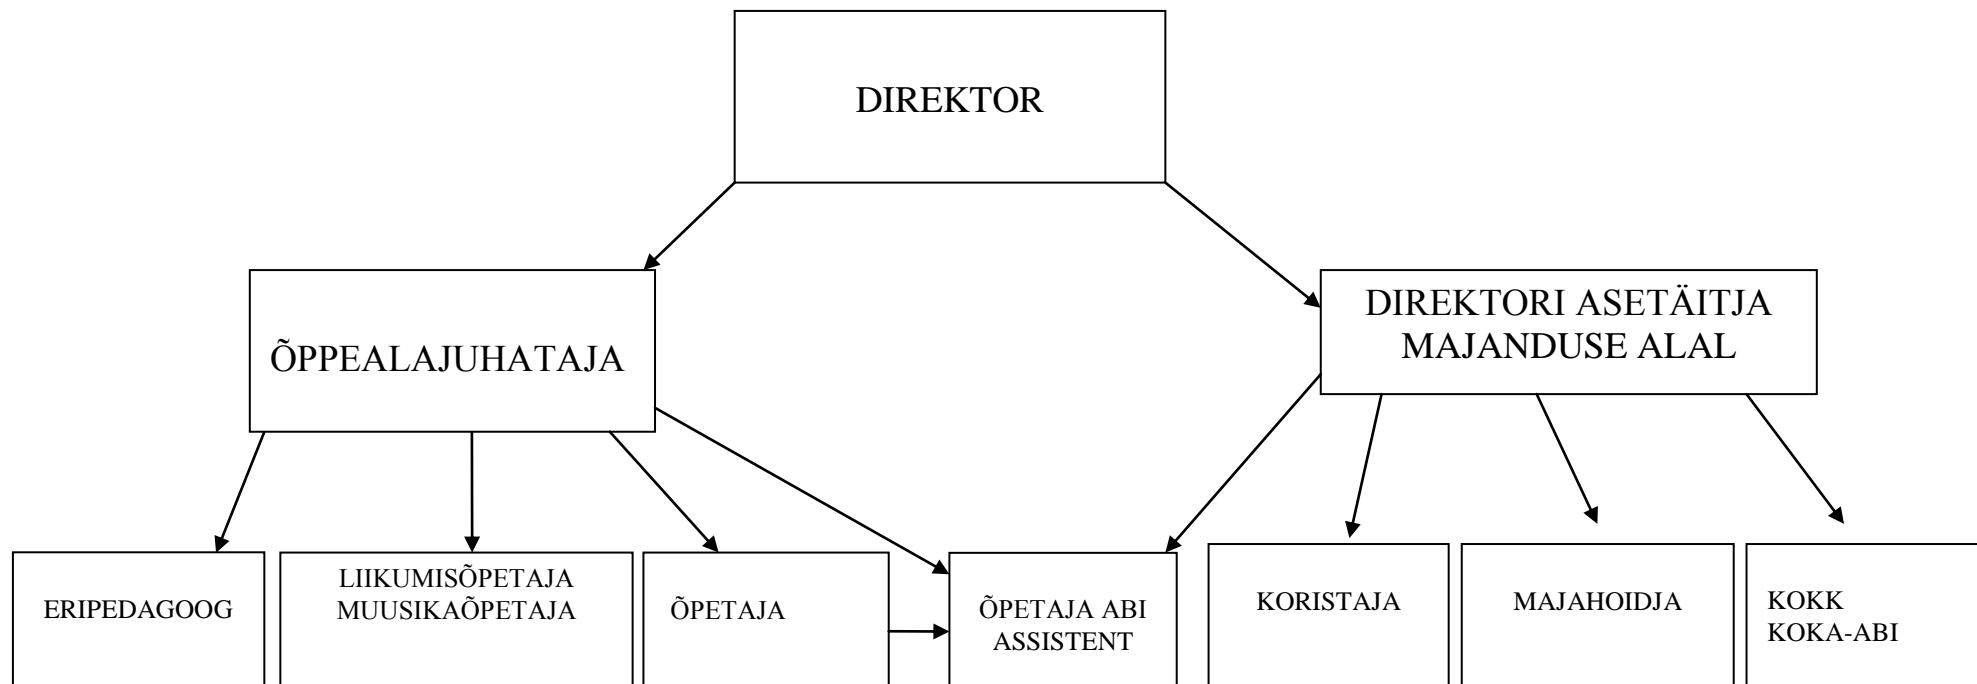 DIREKTOR
ÕPPEALAJUHATAJA
DIREKTORI ASETÄITJA
MAJANDUSE ALAL
ERIPEDAGOOG
LIIKUMISÕPETAJA
MUUSIKAÕPETAJA
ÕPETAJA
ÕPETAJA ABI
ASSISTENT
KORISTAJA
MAJAHOIDJA
KOKK
KOKA-ABI